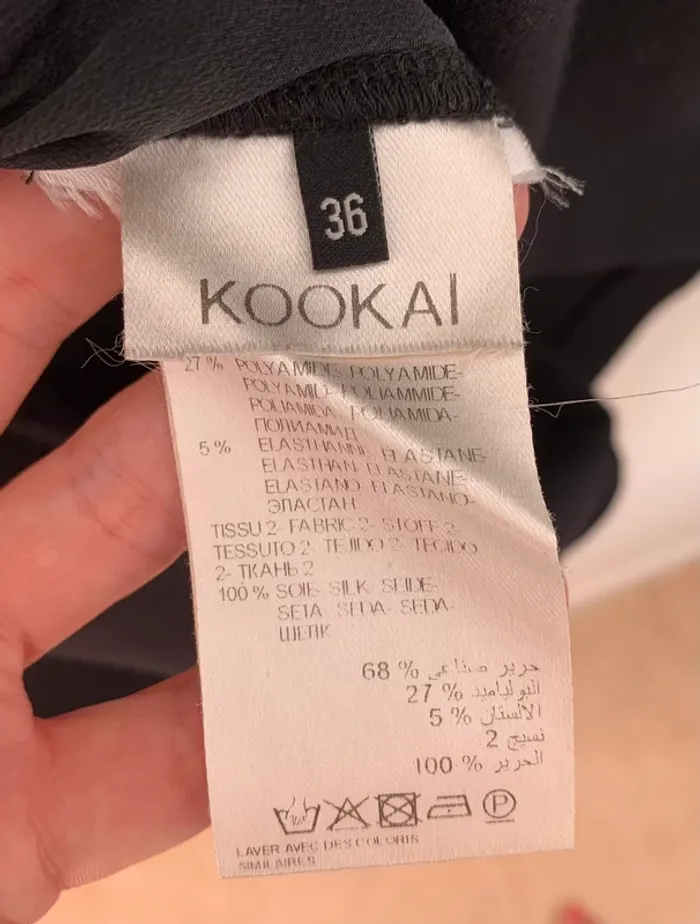 36
KOOKAI
27 % POLYAMIDE- POLYAMIDE-
POLYAMID- POLIAMMIDE-
POLIAMIDA- POLIAMIDA-
ПОЛИАМИД
5 % ELASTHANNE- ELASTANE-
ELASTHAN- ELASTANE-
ELASTANO- ELASTANO-
ЭЛАСТАН
TISSU 2- FABRIC 2- STOFF 2-
TESSUTO 2- TEJIDO 2- TECIDO
2- ТКАНЬ 2
100 % SOIE- SILK- SEIDE-
SETA- SEDA- SEDA-
ШЕЛК
حرير صناعي % 68
البولياميد % 27
الألستان % 5
نسيج 2
الحرير % 100
P
LAVER AVEC DES COLORIS
SIMILAIRES